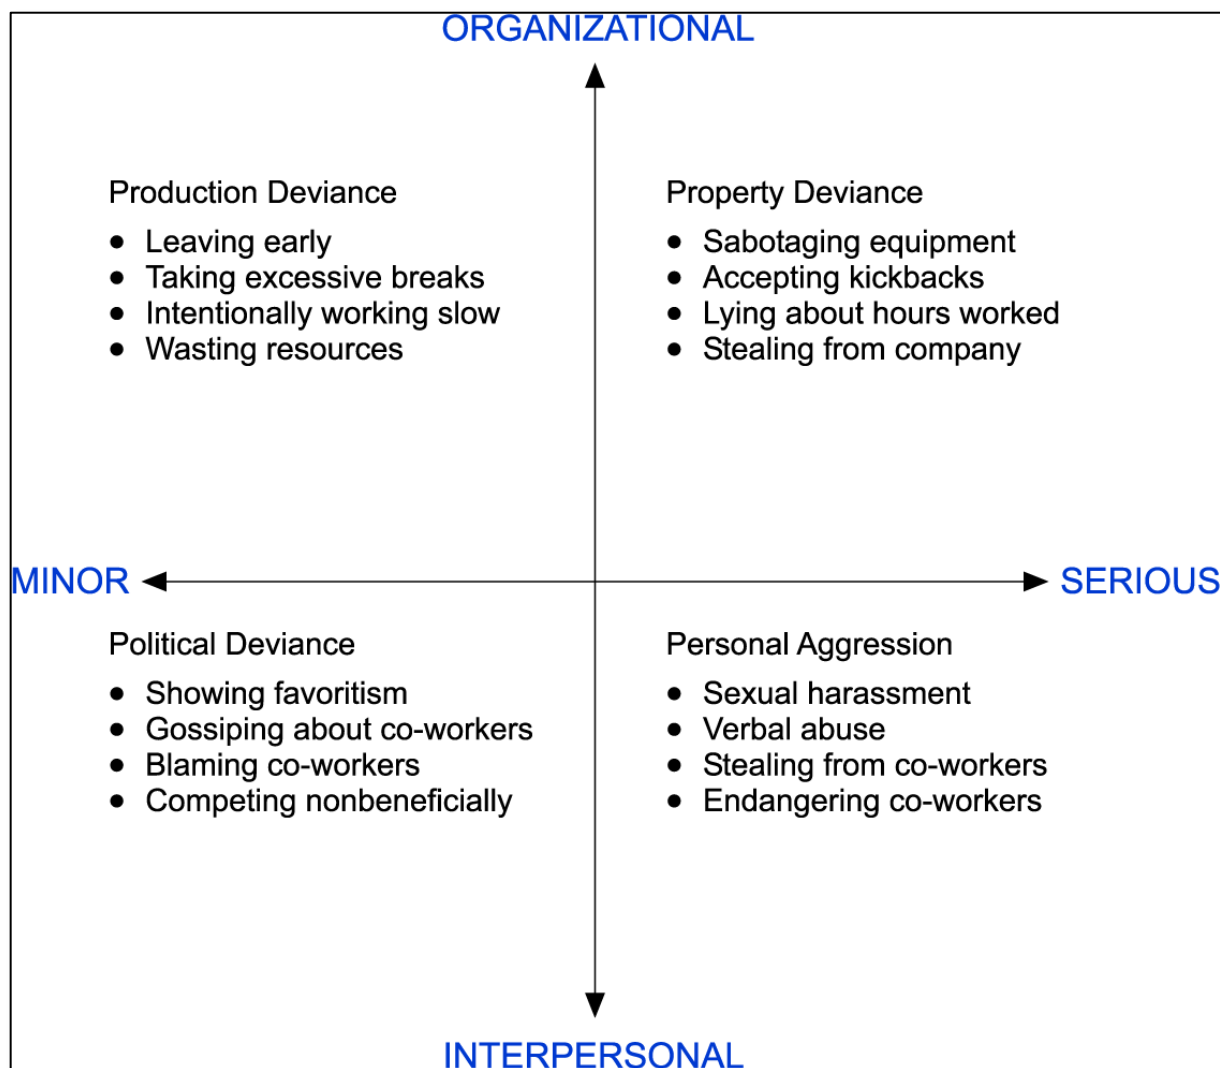 ORGANIZATIONAL
Production Deviance
● Leaving early
● Taking excessive breaks
● Intentionally working slow
● Wasting resources
Property Deviance
● Sabotaging equipment
● Accepting kickbacks
● Lying about hours worked
● Stealing from company
MINOR
SERIOUS
Political Deviance
● Showing favoritism
● Gossiping about co-workers
● Blaming co-workers
● Competing nonbeneficially
Personal Aggression
● Sexual harassment
● Verbal abuse
● Stealing from co-workers
● Endangering co-workers
INTERPERSONAL